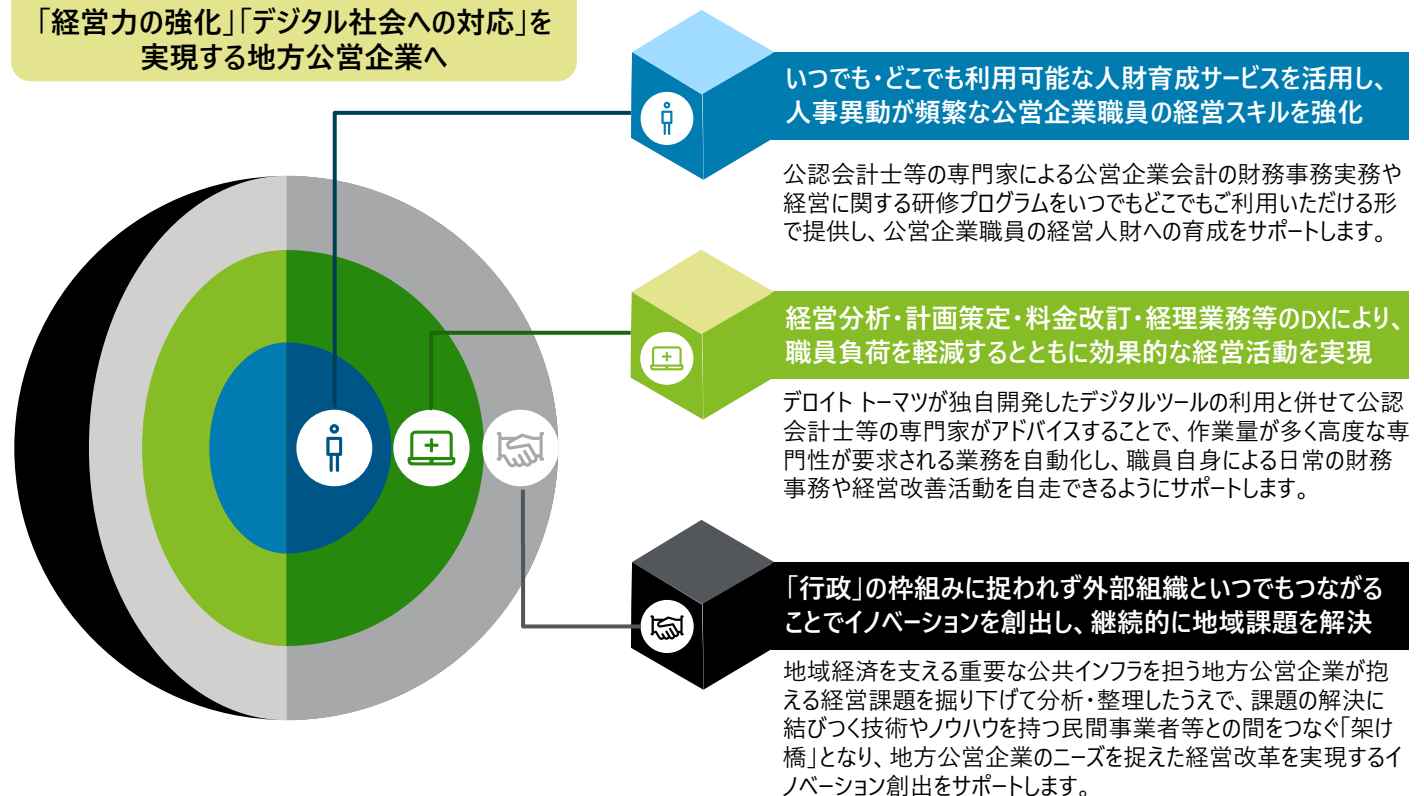 「経営力の強化」「デジタル社会への対応」を
実現する地方公営企業へ
いつでも・どこでも利用可能な人財育成サービスを活用し、
人事異動が頻繁な公営企業職員の経営スキルを強化
公認会計士等の専門家による公営企業会計の財務事務実務や
経営に関する研修プログラムをいつでもどこでもご利用いただける形
で提供し、公営企業職員の経営人財への育成をサポートします。
経営分析・計画策定・料金改訂・経理業務等のDXにより、
職員負荷を軽減するとともに効果的な経営活動を実現
デロイト トーマツが独自開発したデジタルツールの利用と併せて公認
会計士等の専門家がアドバイスすることで、作業量が多く高度な専
門性が要求される業務を自動化し、職員自身による日常の財務
事務や経営改善活動を自走できるようにサポートします。
「行政」の枠組みに捉われず外部組織といつでもつながる
ことでイノベーションを創出し、継続的に地域課題を解決
地域経済を支える重要な公共インフラを担う地方公営企業が抱
える経営課題を掘り下げて分析・整理したうえで、課題の解決に
結びつく技術やノウハウを持つ民間事業者等との間をつなぐ「架け
橋」となり、地方公営企業のニーズを捉えた経営改革を実現するイ
ノベーション創出をサポートします。